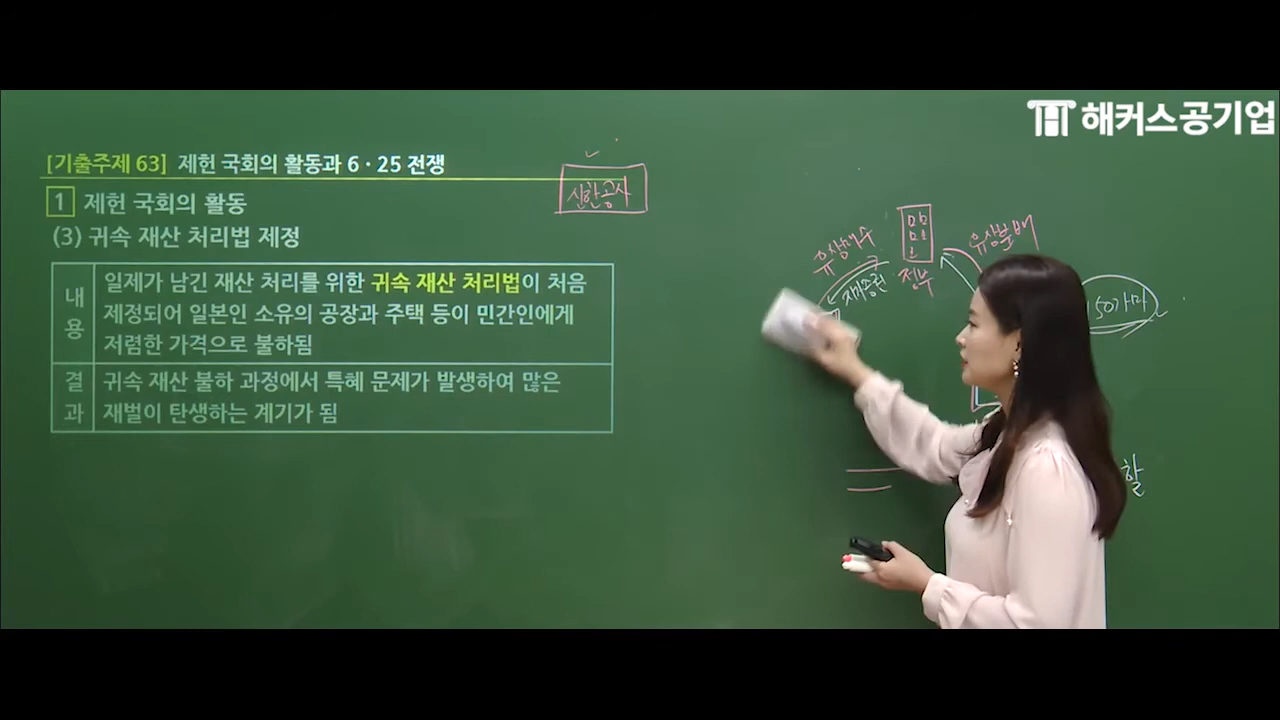 해커스공기업
[기출주제 63] 제헌 국회의 활동과 6·25 전쟁
신한공사
1 제헌 국회의 활동
(3) 귀속 재산 처리법 제정
내용
일제가 남긴 재산 처리를 위한 귀속 재산 처리법이 처음
제정되어 일본인 소유의 공장과 주택 등이 민간인에게
저렴한 가격으로 불하됨
결과
귀속 재산 불하 과정에서 특혜 문제가 발생하여 많은
재벌이 탄생하는 계기가 됨
유상매수
유상분배
지증권
정부
150가마
할